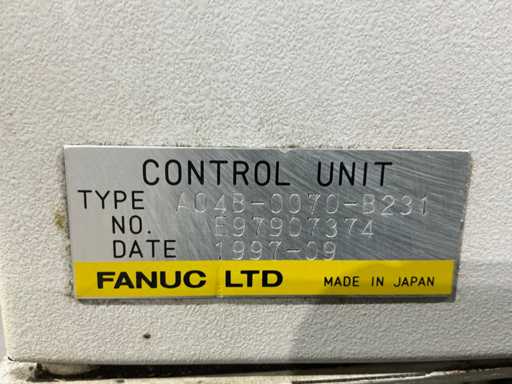 CONTROL UNIT
TYPE A04B-0070-B231
NO. E97907374
DATE 1997-09
FANUC LTD MADE IN JAPAN